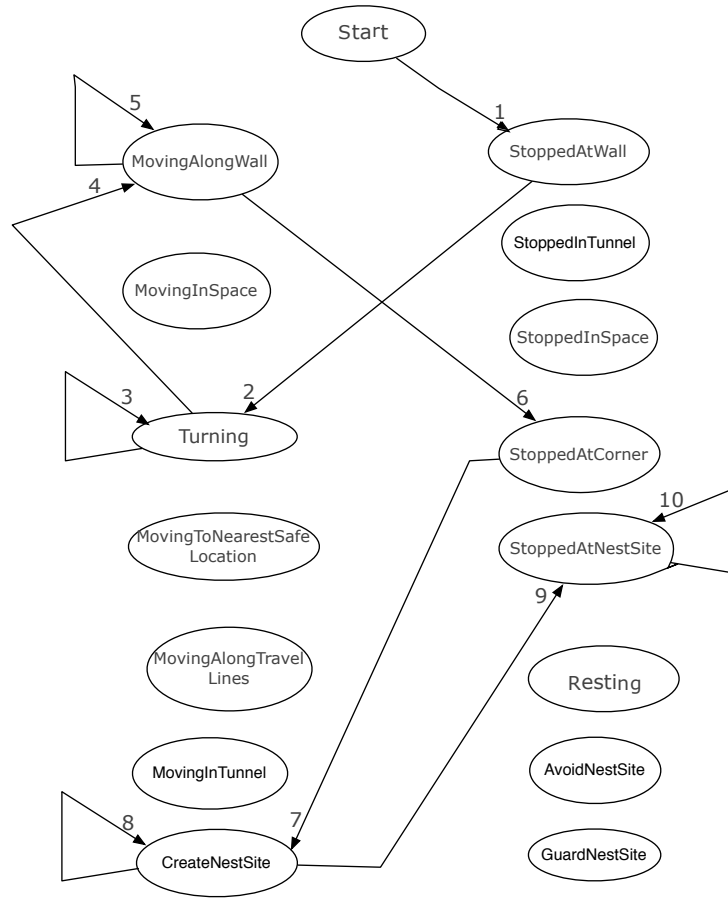 Start
1
5
MovingAlongWall
StoppedAtWall
4
StoppedInTunnel
MovingInSpace
StoppedInSpace
3
2
6
Turning
StoppedAtCorner
10
MovingToNearestSafe
Location
StoppedAtNestSite
9
MovingAlongTravel
Lines
Resting
MovingInTunnel
AvoidNestSite
8
7
CreateNestSite
GuardNestSite